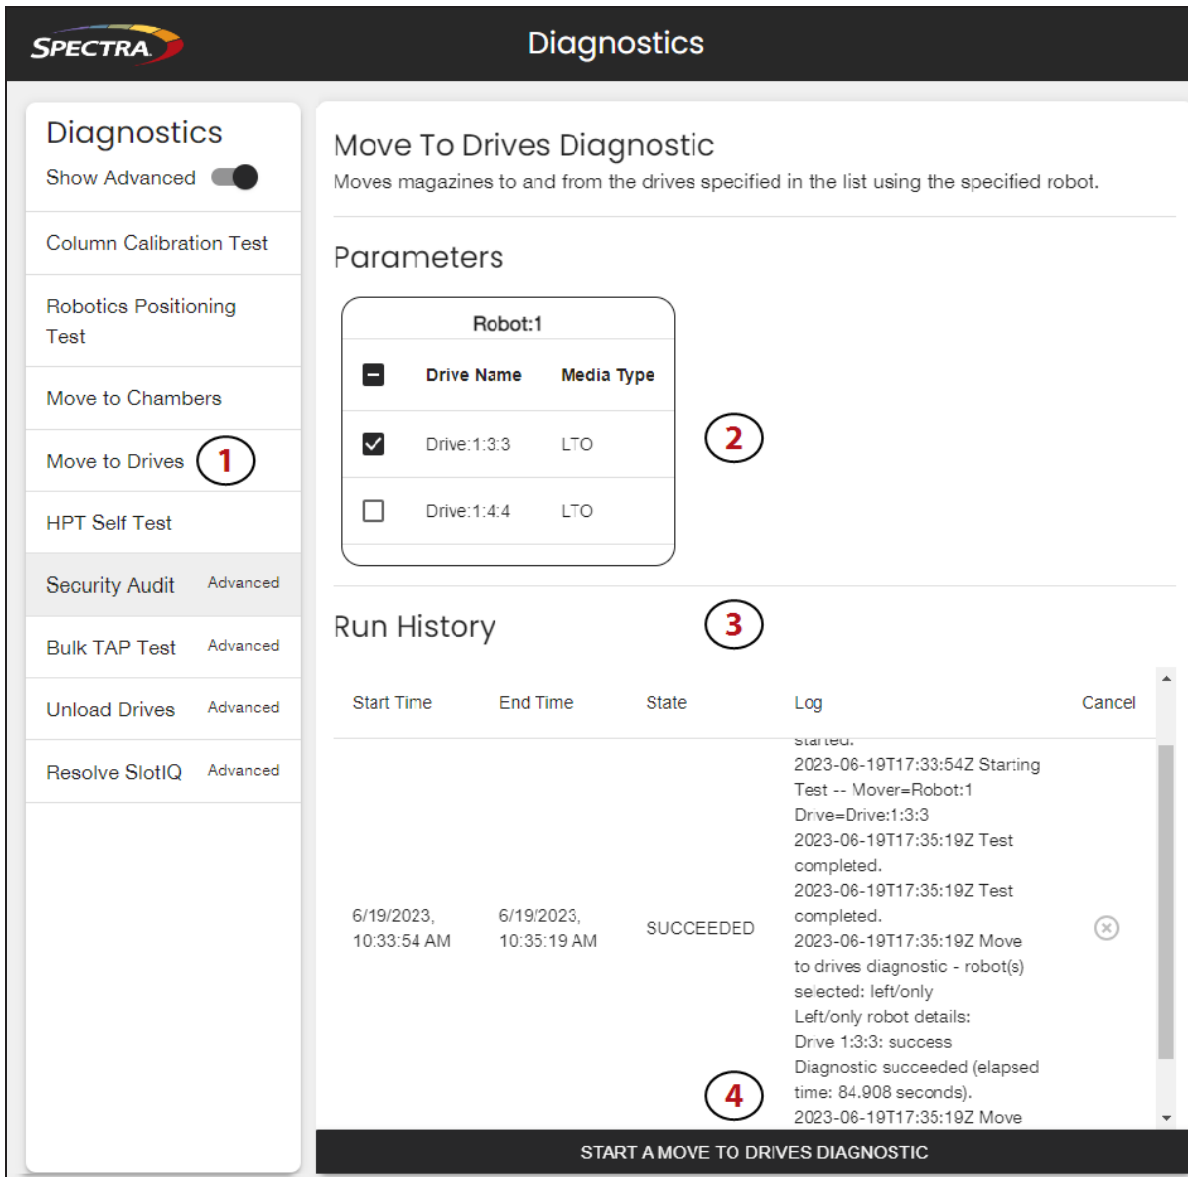 SPECTRA
Diagnostics
Diagnostics
Show Advanced
Column Calibration Test
Robotics Positioning
Test
Move to Chambers
Move to Drives
1
HPT Self Test
Security Audit Advanced
Bulk TAP Test Advanced
Unload Drives Advanced
Resolve SlotIQ Advanced
Move To Drives Diagnostic
Moves magazines to and from the drives specified in the list using the specified robot.
Parameters
Robot:1
Drive Name Media Type
Drive:1:3:3 LTO
Drive:1:4:4 LTO
2
Run History
3
Start Time End Time State Log Cancel
started.
2023-06-19T17:33:54Z Starting
Test -- Mover=Robot:1
Drive=Drive:1:3:3
2023-06-19T17:35:19Z Test
completed.
2023-06-19T17:35:19Z Test
completed.
6/19/2023,
10:33:54 AM
6/19/2023,
10:35:19 AM
SUCCEEDED
2023-06-19T17:35:19Z Move
to drives diagnostic - robot(s)
selected: left/only
Left/only robot details:
Drive 1:3:3: success
Diagnostic succeeded (elapsed
time: 84.908 seconds).
2023-06-19T17:35:19Z Move
4
START A MOVE TO DRIVES DIAGNOSTIC